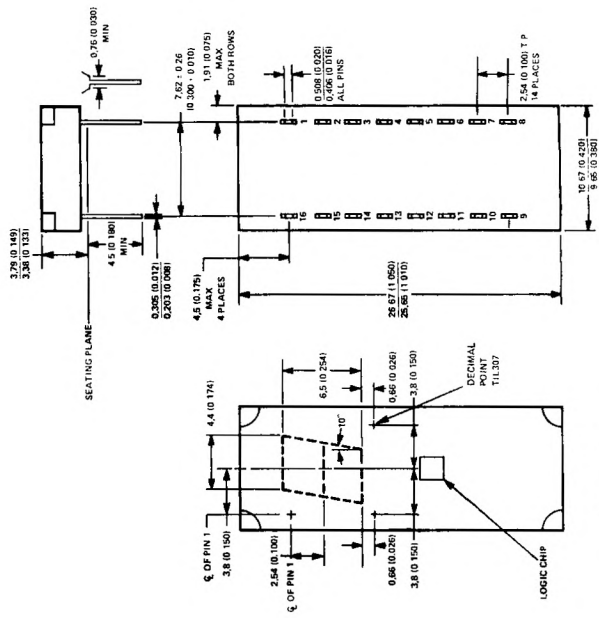 0,76 (0 030)
MIN
7,62 ± 0.26
(0 300 - 0 010)
1,91 (0 075)
MAX
BOTH ROWS
0,508 (0 020)
0,406 (0 016)
ALL PINS
2,54 (0 100) T P
14 PLACES
3,79 (0 149)
3,38 (0 133)
SEATING PLANE
4.5 (0 180)
MIN
0,305 (0 012)
0,203 (0 008)
4,5 (0.175)
MAX
4 PLACES
1
2
3
4
5
6
7
8
16
15
14
13
12
11
10
9
10 67 (0 420)
9 65 (0 380)
26 67 (1 050)
25,65 (1 010)
4,4 (0 174)
3,8 (0 150)
℄ OF PIN 1
2,54 (0.100)
℄ OF PIN 1
6,5 (0 254)
10°
0,66 (0 026)
3,8 (0 150)
DECIMAL
POINT
TIL307
0,66 (0.026)
3,8 (0 150)
LOGIC CHIP